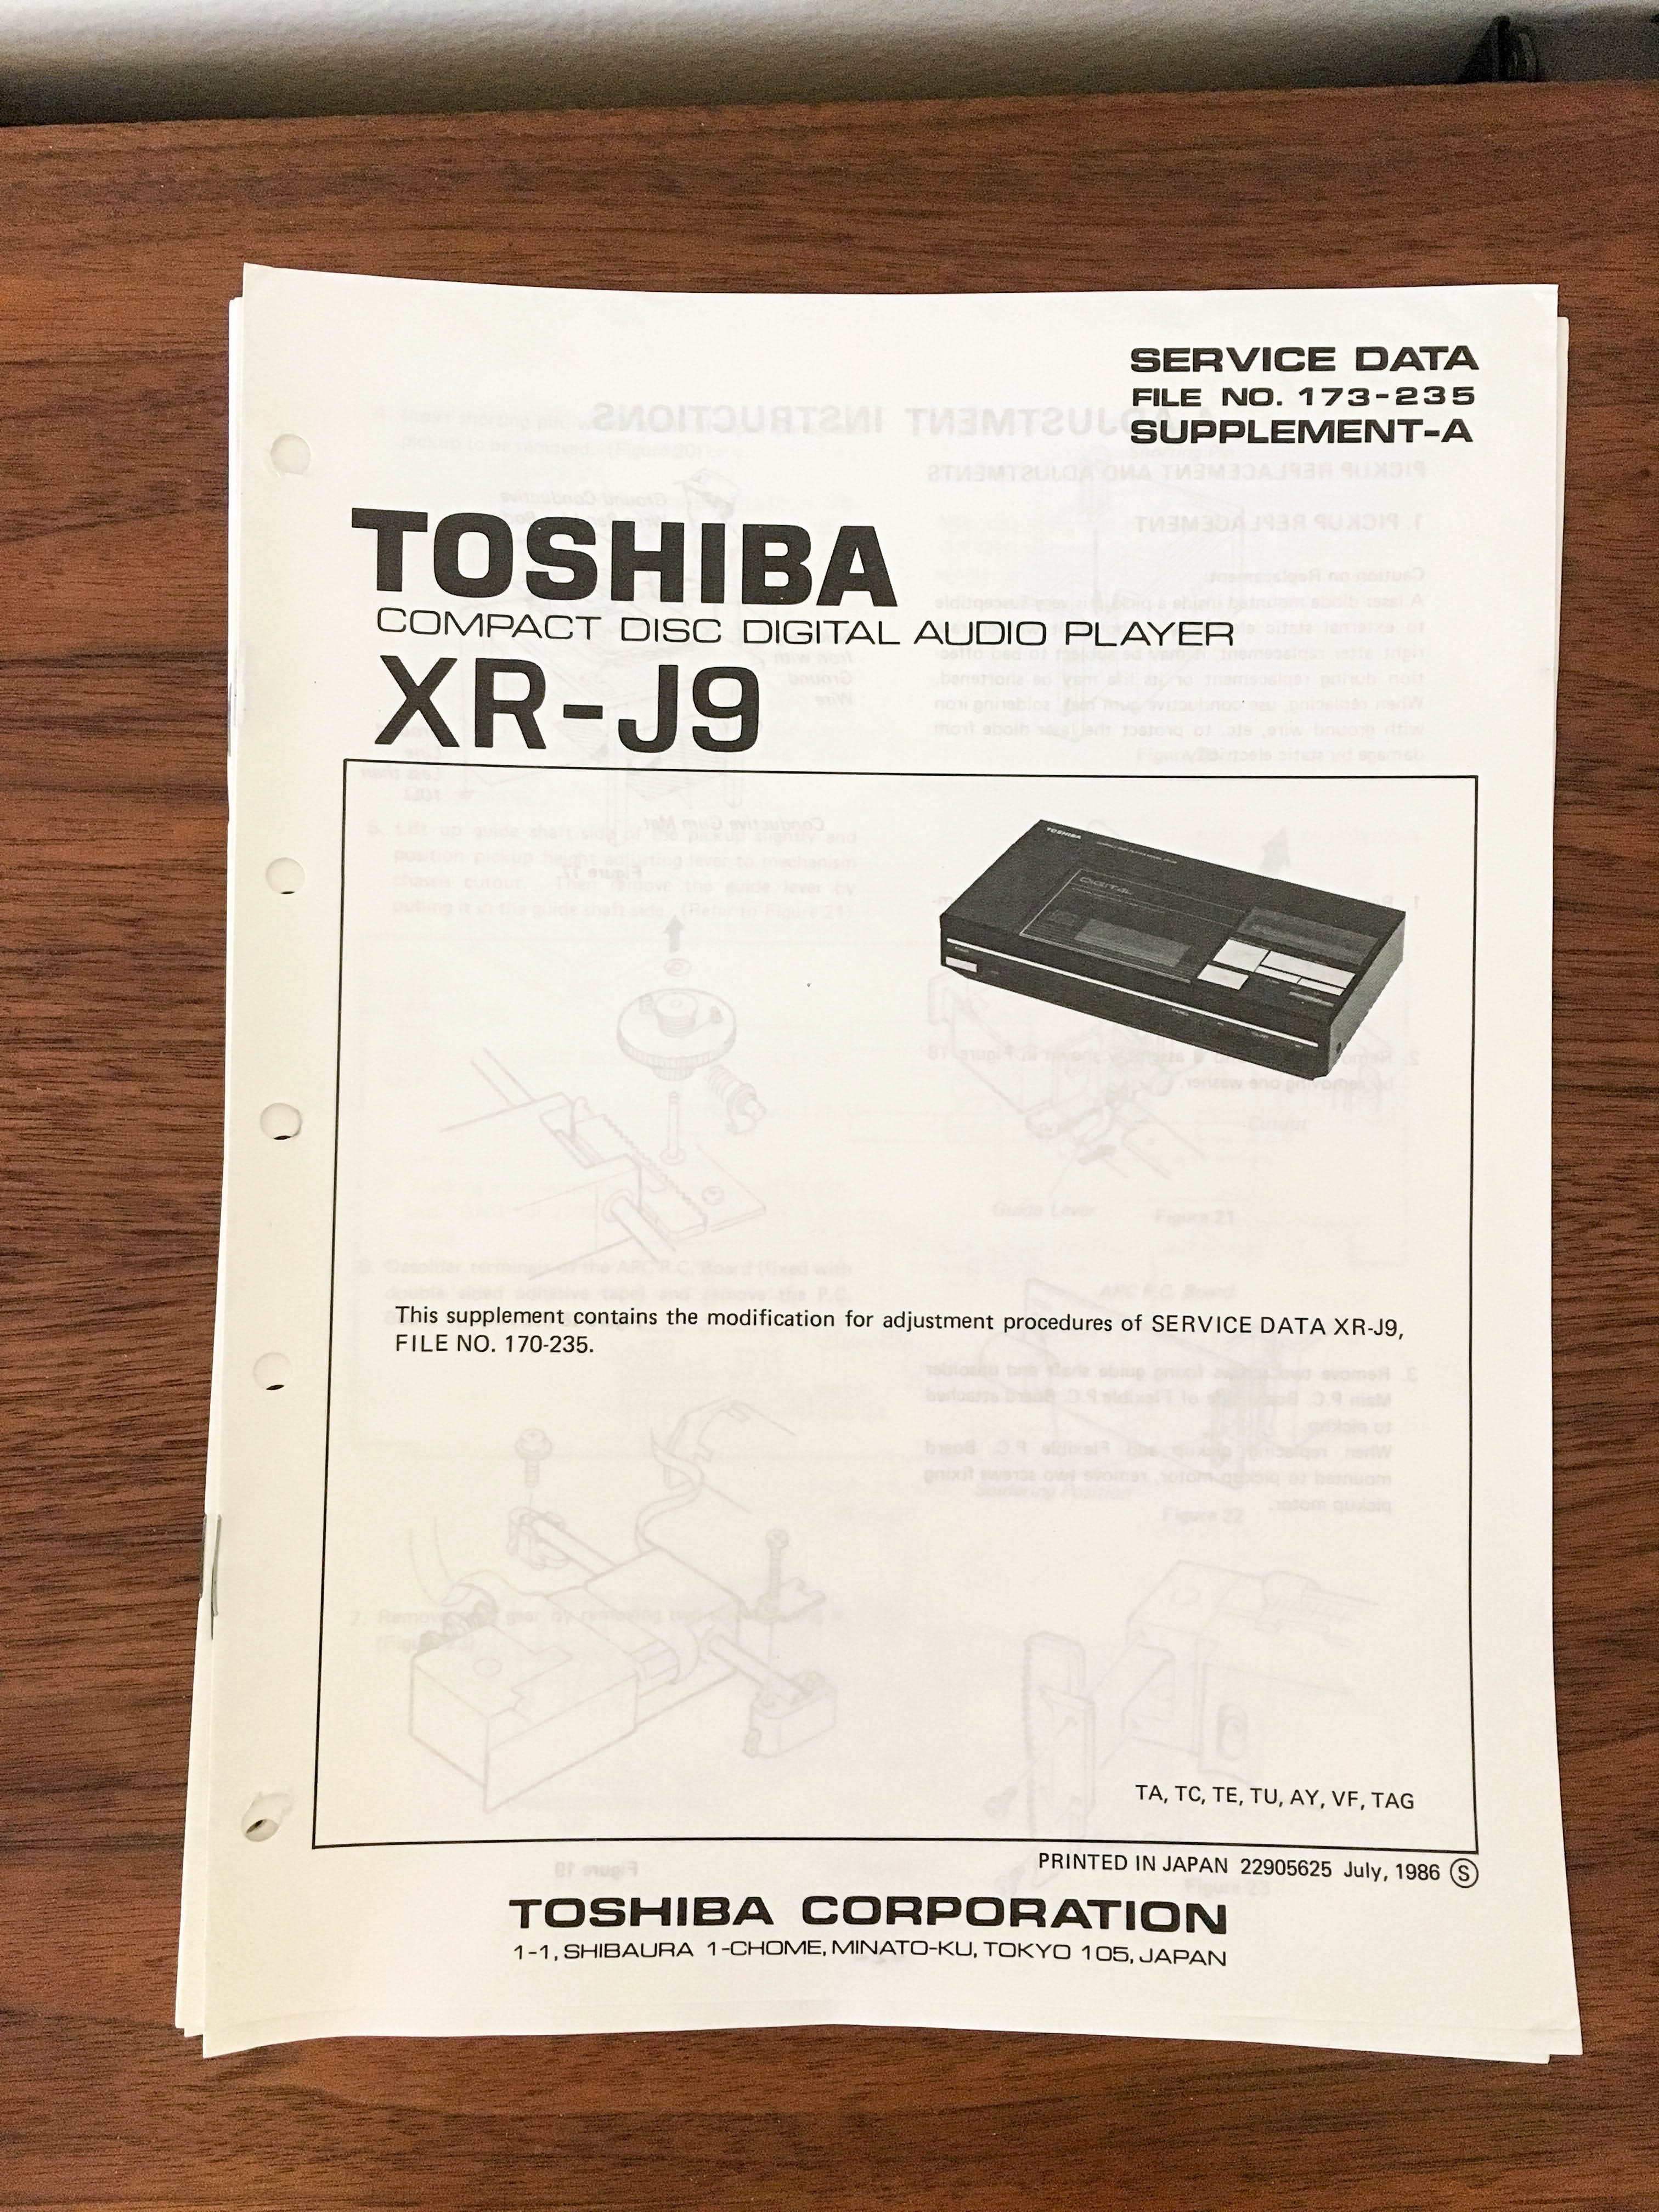 SERVICE DATA
FILE NO. 173-235
SUPPLEMENT-A
TOSHIBA
COMPACT DISC DIGITAL AUDIO PLAYER
XR-J9
TOSHIBA
DIGITAL
This supplement contains the modification for adjustment procedures of SERVICE DATA XR-J9,
FILE NO. 170-235.
TA, TC, TE, TU, AY, VF, TAG
PRINTED IN JAPAN 22905625 July, 1986 Ⓢ
TOSHIBA CORPORATION
1-1, SHIBAURA 1-CHOME, MINATO-KU, TOKYO 105, JAPAN